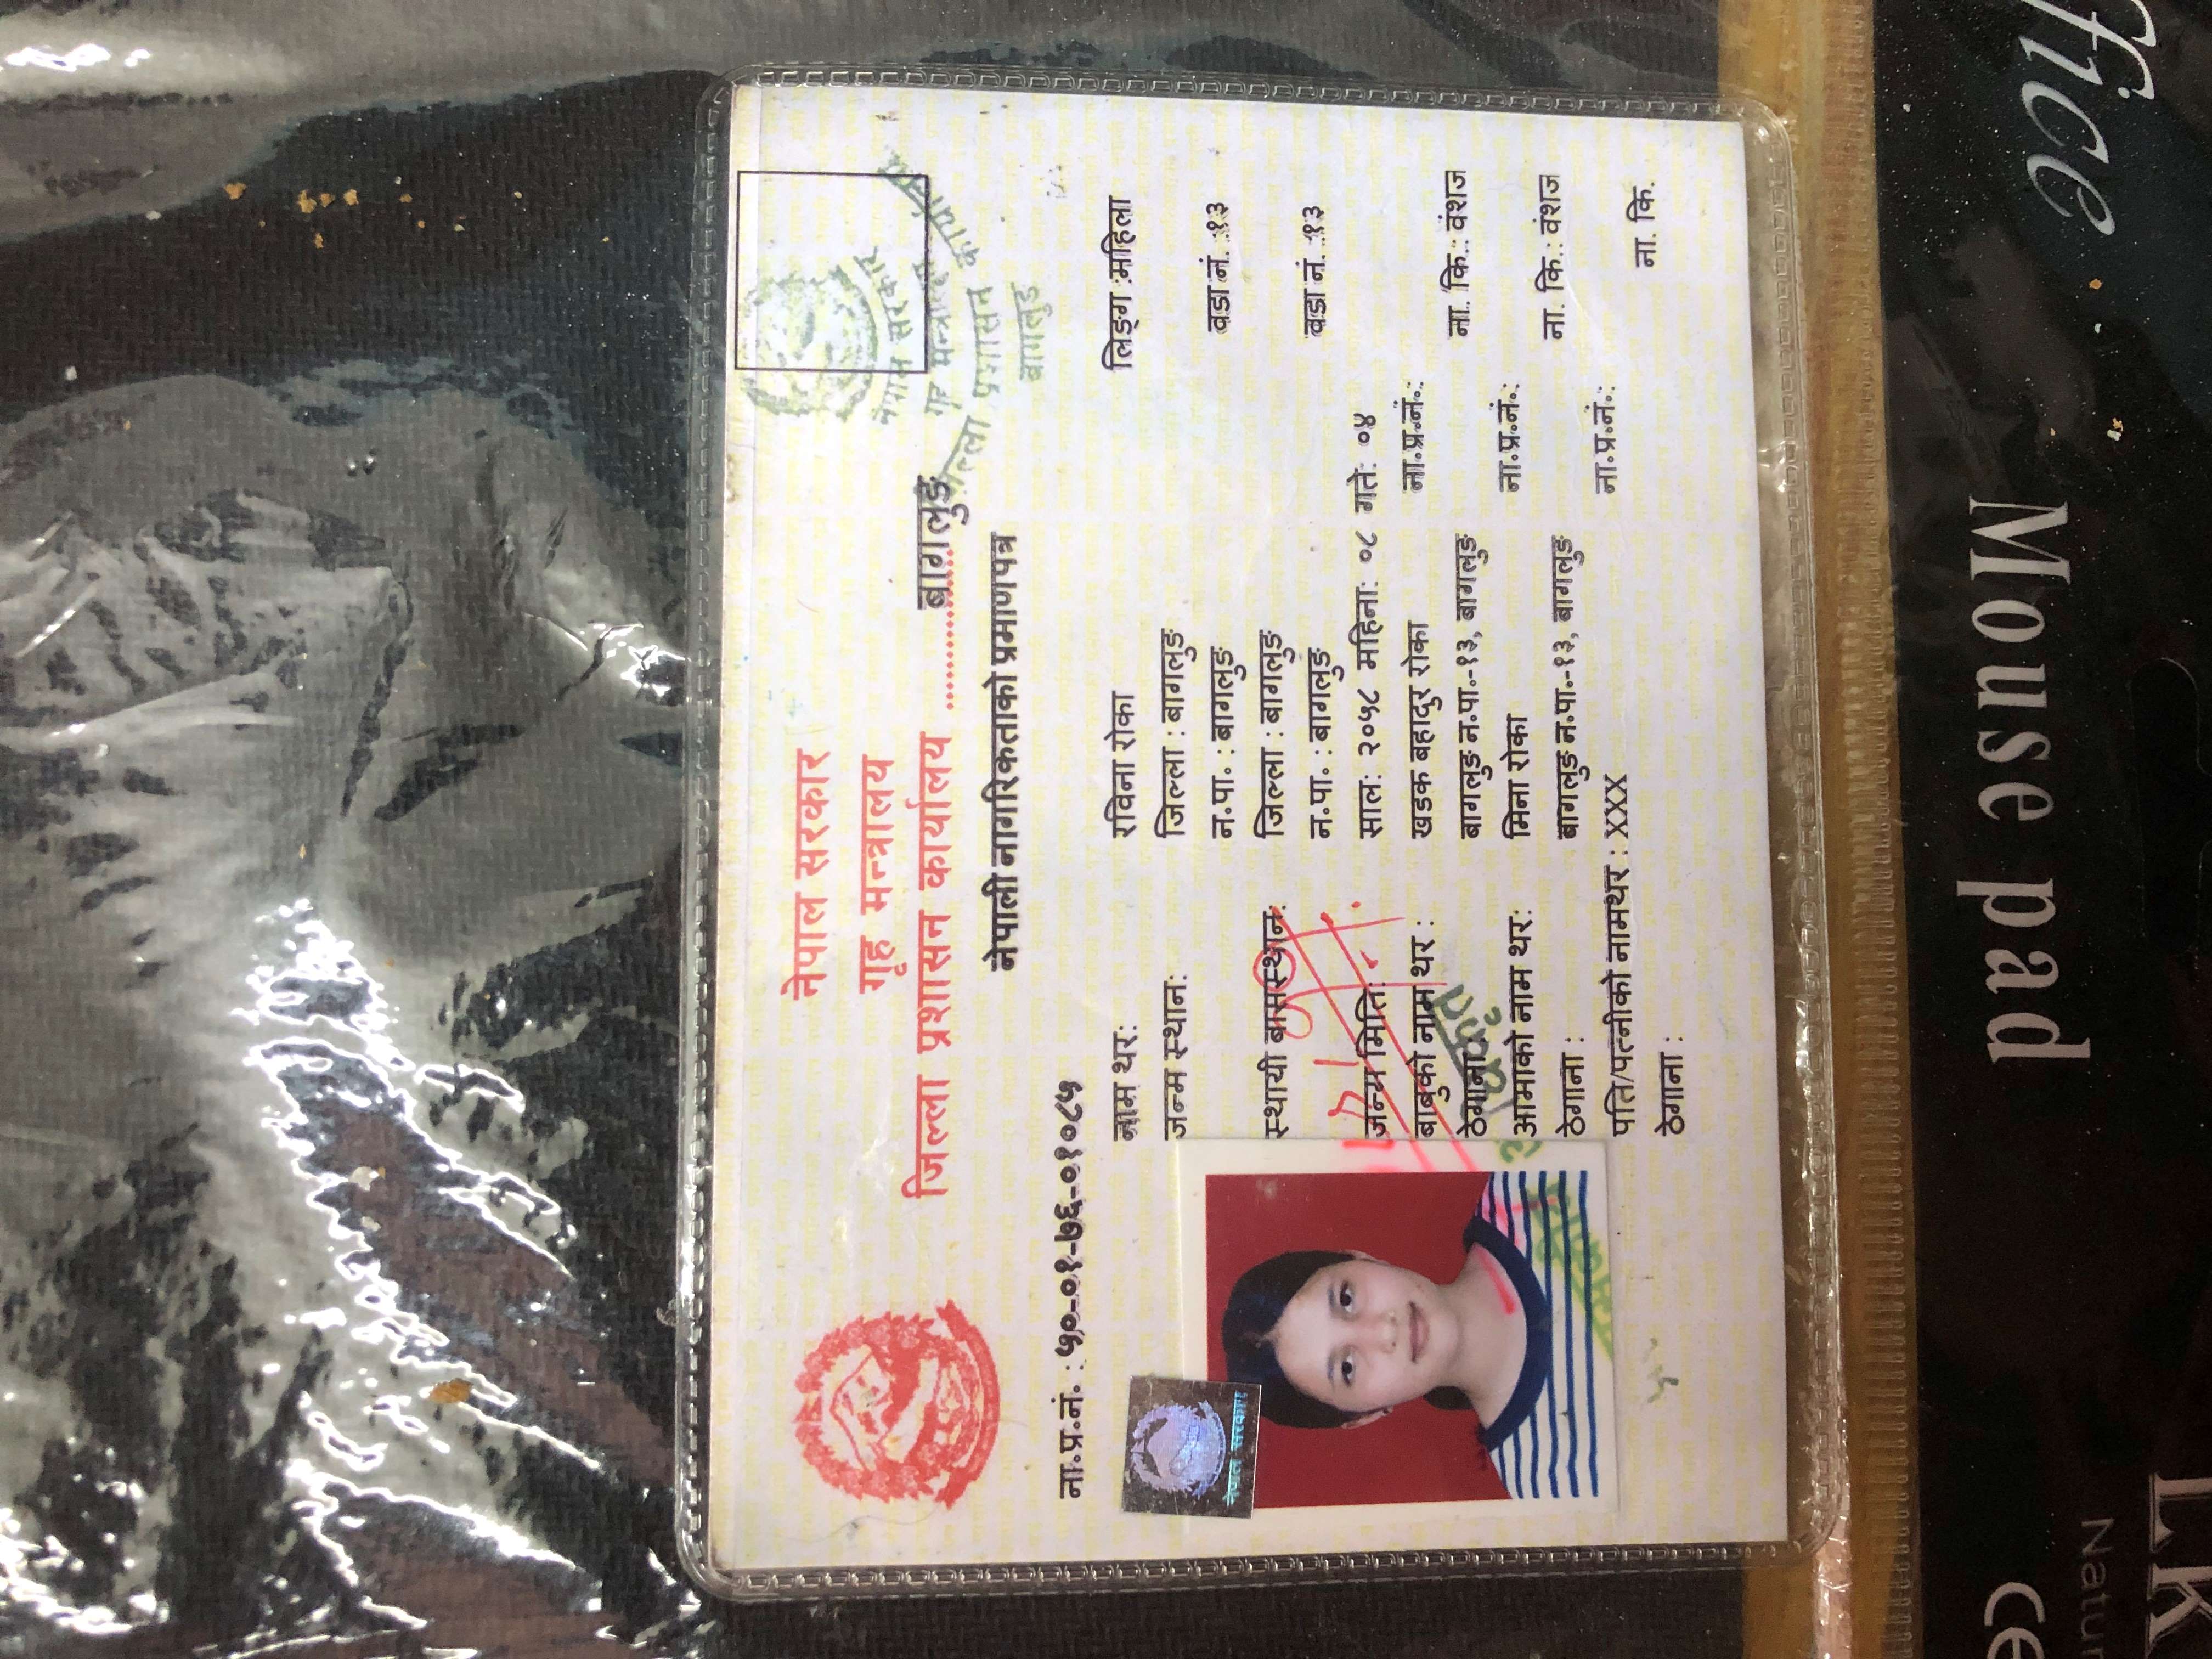 नेपाल सरकार
गृह मन्त्रालय
जिल्ला प्रशासन कार्यालय .................. बागलुङ
नेपाल सरकार
गृह मन्त्रालय
जिल्ला प्रशासन कार्यालय
बागलुङ
नेपाली नागरिकताको प्रमाणपत्र
ना.प्र.नं. : ५०-०१-७६-०१०८५
नाम थर: रविना रोका लिङ्ग :महिला
जन्म स्थान: जिल्ला : बागलुङ
न.पा. : बागलुङ वडा नं. :१३
नेपाल सरकार
स्थायी बासस्थान: जिल्ला : बागलुङ
न.पा. : बागलुङ वडा नं. :१३
जन्म मिति: साल: २०५८ महिना: ०८ गते: ०४
बाबुको नाम थर : खडक बहादुर रोका ना.प्र.नं.:
ठेगाना : बागलुङ न.पा.-१३, बागलुङ ना. कि.: वंशज
आमाको नाम थर: मिना रोका ना.प्र.नं.:
ठेगाना : बागलुङ न.पा.-१३, बागलुङ ना. कि.: वंशज
पति/पत्नीको नामथर : XXX ना.प्र.नं.:
ठेगाना : ना. कि.
Mouse pad
CE
LK